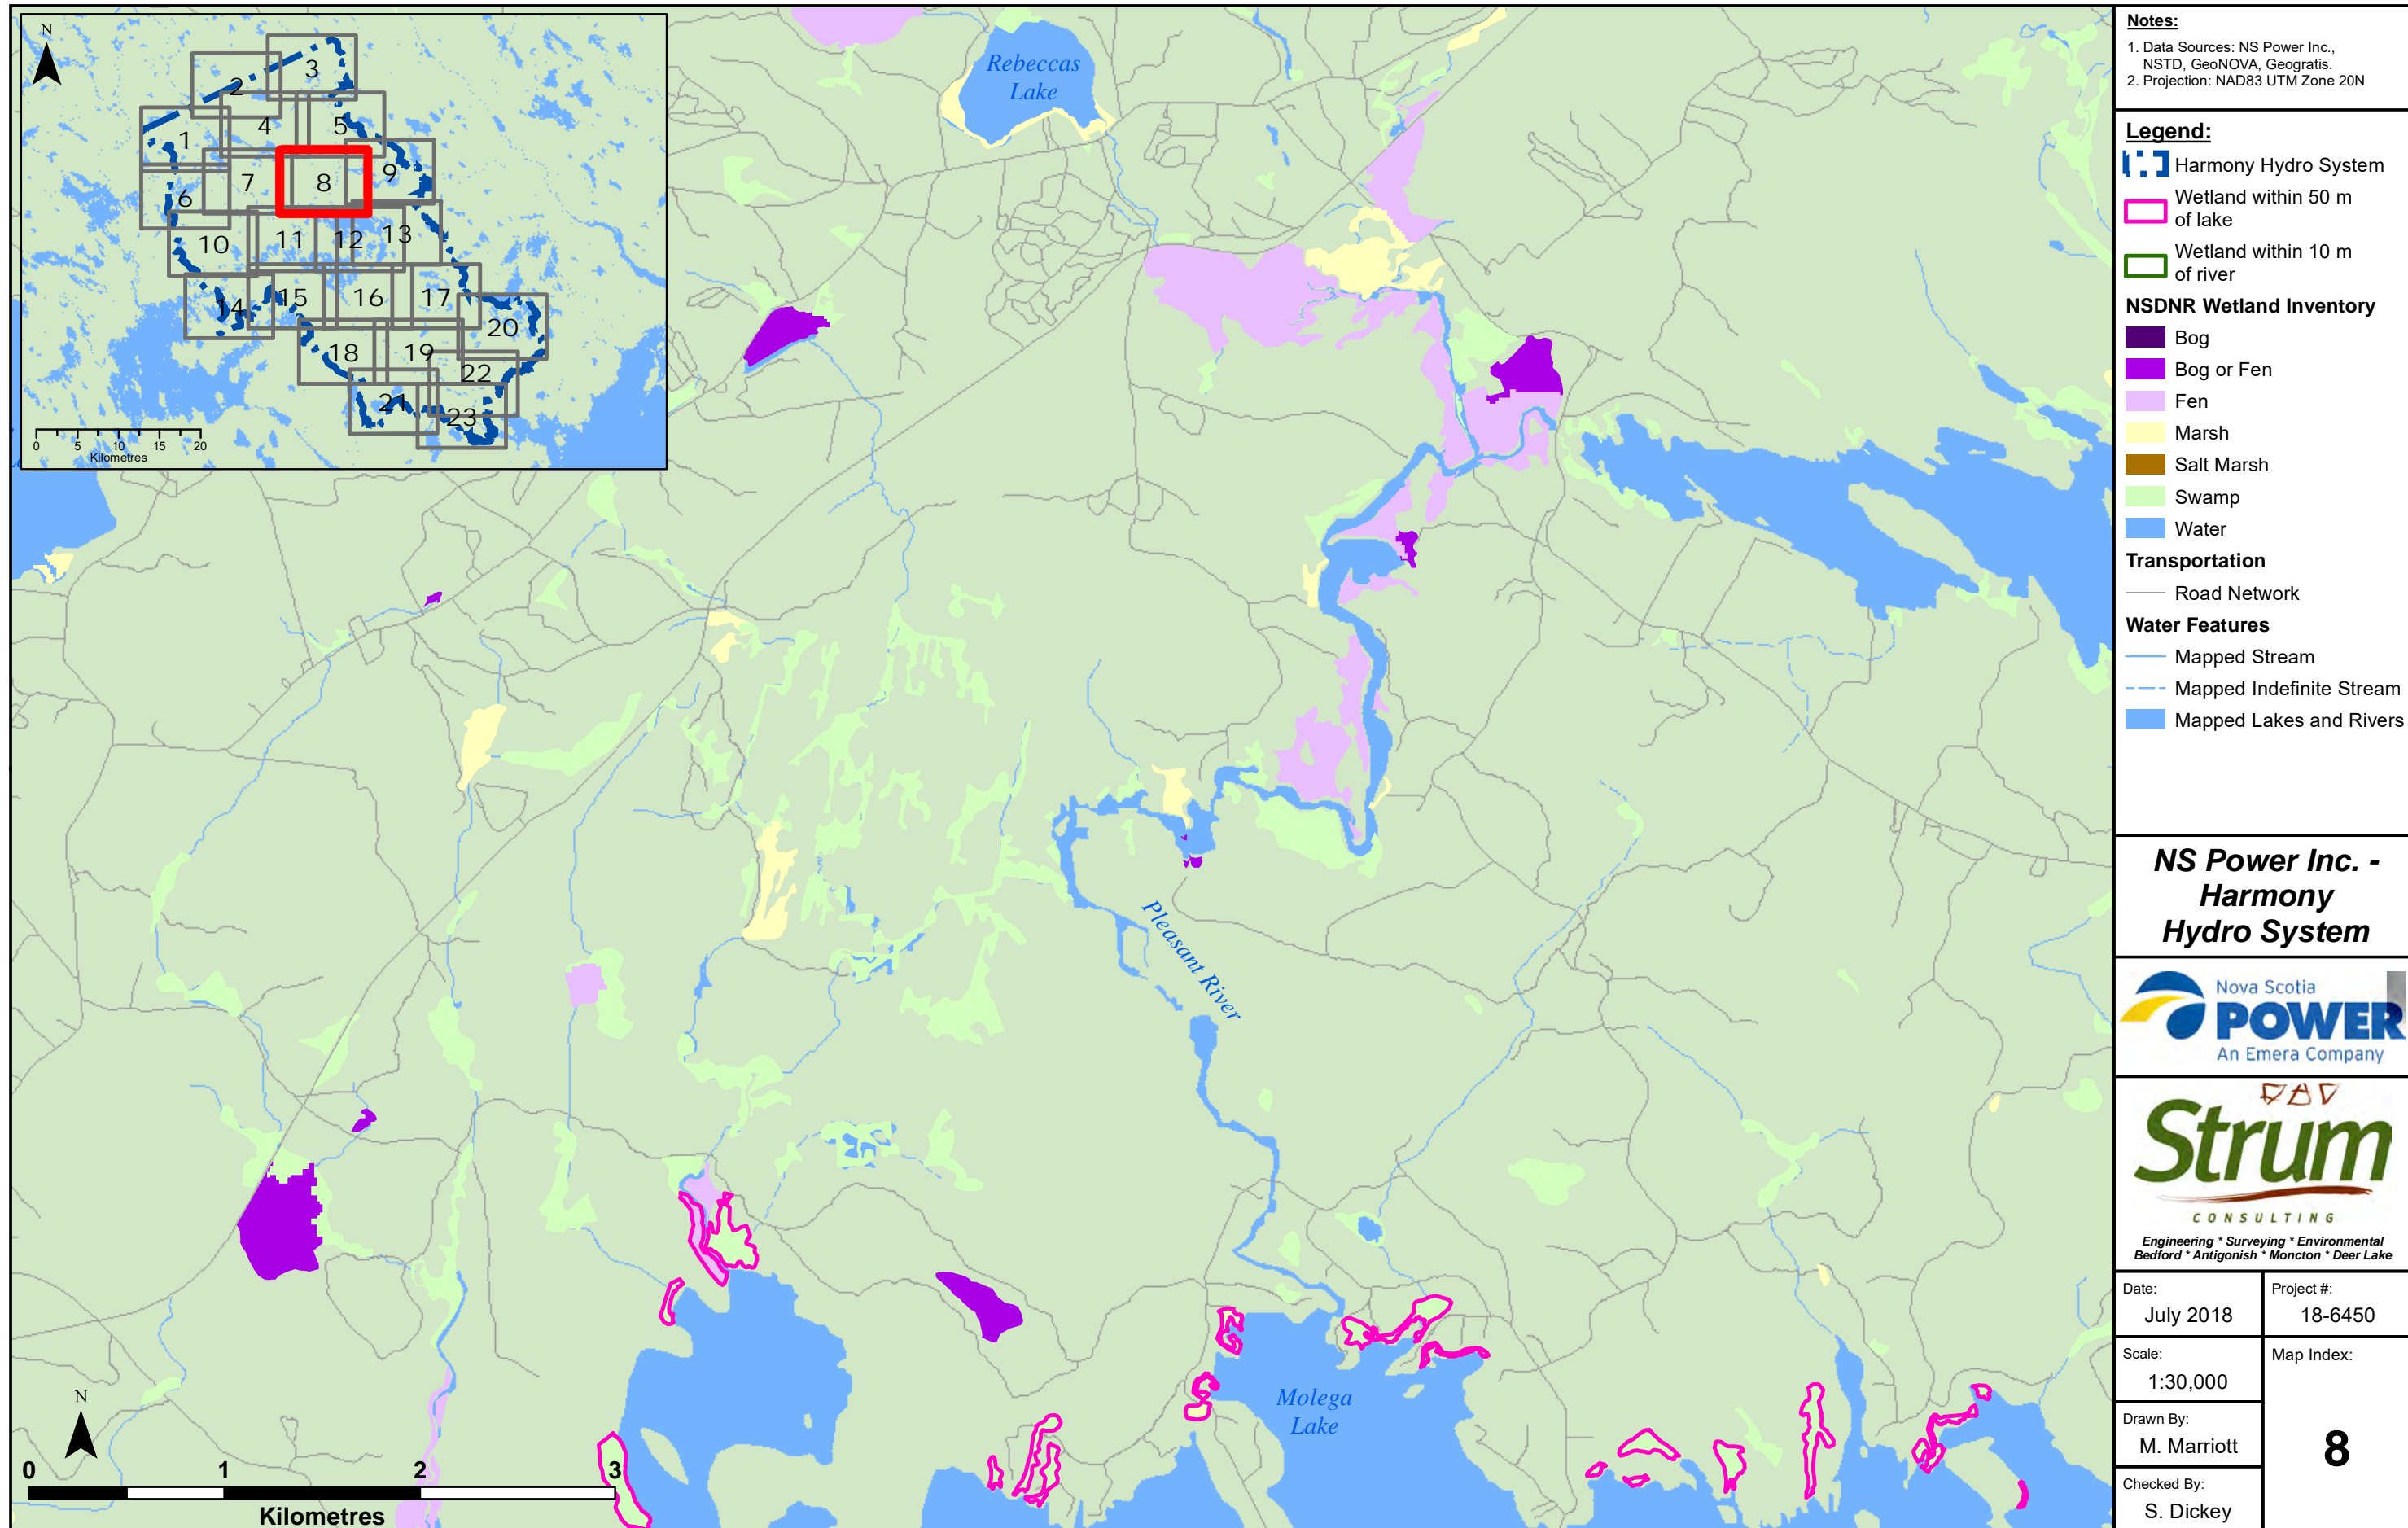 N
1
2
3
4
5
6
7
8
9
10
11
12
13
14
15
16
17
18
19
20
21
22
23
0 5 10 15 20
Kilometres
Rebeccas
Lake
Pleasant River
Molega
Lake
N
0 1 2 3
Kilometres
Notes:
1. Data Sources: NS Power Inc.,
NSTD, GeoNOVA, Geogratis.
2. Projection: NAD83 UTM Zone 20N
Legend:
Harmony Hydro System
Wetland within 50 m
of lake
Wetland within 10 m
of river
NSDNR Wetland Inventory
Bog
Bog or Fen
Fen
Marsh
Salt Marsh
Swamp
Water
Transportation
Road Network
Water Features
Mapped Stream
Mapped Indefinite Stream
Mapped Lakes and Rivers
NS Power Inc. -
Harmony
Hydro System
Nova Scotia
POWER
An Emera Company
Strum
CONSULTING
Engineering * Surveying * Environmental
Bedford * Antigonish * Moncton * Deer Lake
Date:
July 2018
Project #:
18-6450
Scale:
1:30,000
Map Index:
8
Drawn By:
M. Marriott
Checked By:
S. Dickey